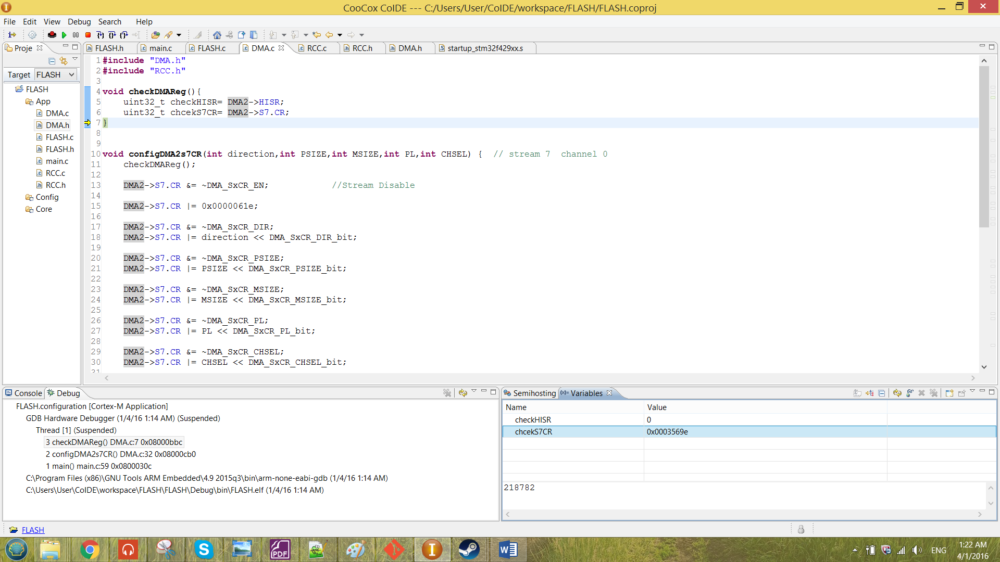 CooCox CoIDE --- C:/Users/User/CoIDE/workspace/FLASH/FLASH.coproj
File Edit View Debug Search Help
Proje
Target FLASH
FLASH
App
DMA.c
DMA.h
FLASH.c
FLASH.h
main.c
RCC.c
RCC.h
Config
Core
FLASH.h main.c FLASH.c DMA.c RCC.c RCC.h DMA.h startup_stm32f429xx.s
1 #include "DMA.h"
2 #include "RCC.h"
3
4 void checkDMAReg(){
5 uint32_t checkHISR= DMA2->HISR;
6 uint32_t chcekS7CR= DMA2->S7.CR;
7 }
8
9
10 void configDMA2s7CR(int direction,int PSIZE,int MSIZE,int PL,int CHSEL) { // stream 7 channel 0
11 checkDMAReg();
12
13 DMA2->S7.CR &= ~DMA_SxCR_EN; //Stream Disable
14
15 DMA2->S7.CR |= 0x0000061e;
16
17 DMA2->S7.CR &= ~DMA_SxCR_DIR;
18 DMA2->S7.CR |= direction << DMA_SxCR_DIR_bit;
19
20 DMA2->S7.CR &= ~DMA_SxCR_PSIZE;
21 DMA2->S7.CR |= PSIZE << DMA_SxCR_PSIZE_bit;
22
23 DMA2->S7.CR &= ~DMA_SxCR_MSIZE;
24 DMA2->S7.CR |= MSIZE << DMA_SxCR_MSIZE_bit;
25
26 DMA2->S7.CR &= ~DMA_SxCR_PL;
27 DMA2->S7.CR |= PL << DMA_SxCR_PL_bit;
28
29 DMA2->S7.CR &= ~DMA_SxCR_CHSEL;
30 DMA2->S7.CR |= CHSEL << DMA_SxCR_CHSEL_bit;
31
Console Debug
FLASH.configuration [Cortex-M Application]
GDB Hardware Debugger (1/4/16 1:14 AM) (Suspended)
Thread [1] (Suspended)
3 checkDMAReg() DMA.c:7 0x08000bbc
2 configDMA2s7CR() DMA.c:32 0x08000cb0
1 main() main.c:59 0x0800030c
C:\Program Files (x86)\GNU Tools ARM Embedded\4.9 2015q3\bin\arm-none-eabi-gdb (1/4/16 1:14 AM)
C:\Users\User\CoIDE\workspace\FLASH\FLASH\Debug\bin\FLASH.elf (1/4/16 1:14 AM)
Semihosting Variables
Name Value
checkHISR 0
chcekS7CR 0x0003569e
218782
FLASH
PDF
ENG
1:22 AM
4/1/2016